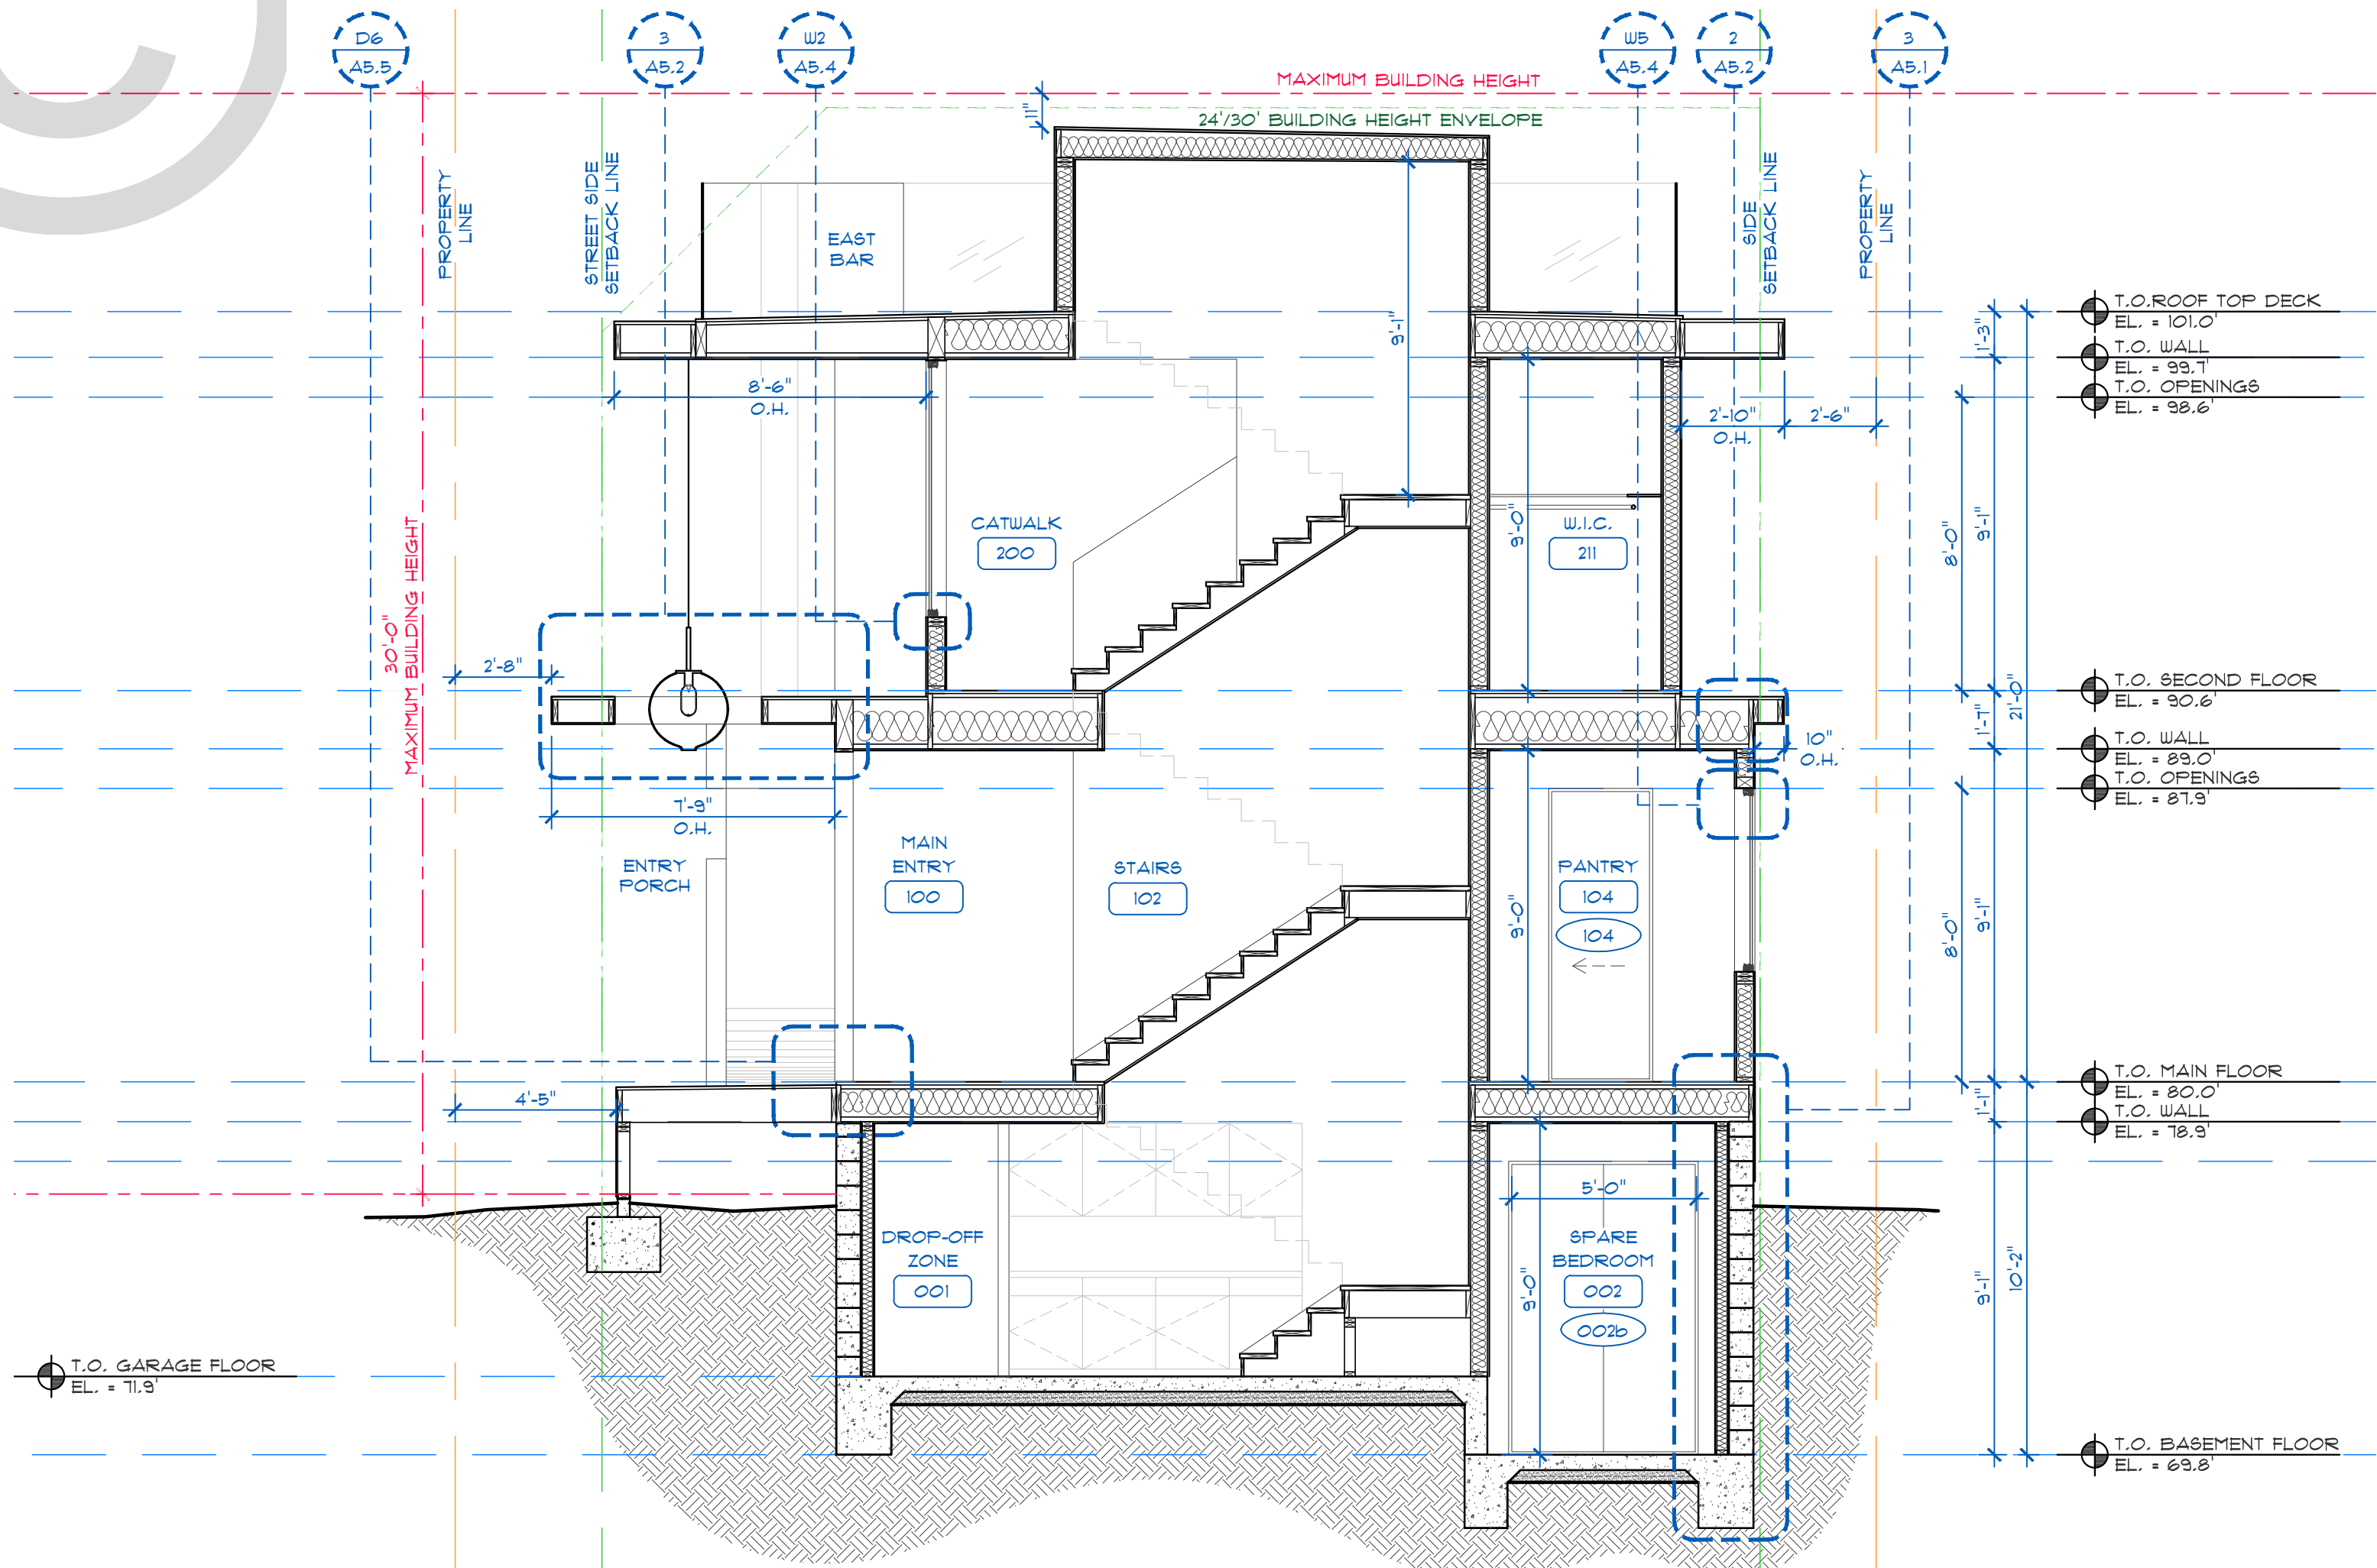 D6
A5.5
3
A5.2
W2
A5.4
W5
A5.4
2
A5.2
3
A5.1
MAXIMUM BUILDING HEIGHT
11"
24'/30' BUILDING HEIGHT ENVELOPE
PROPERTY
LINE
STREET SIDE
SETBACK LINE
SIDE
SETBACK LINE
PROPERTY
LINE
EAST
BAR
9'-1"
T.O.ROOF TOP DECK
EL. = 101.0'
1'-3"
T.O. WALL
EL. = 99.7'
T.O. OPENINGS
EL. = 98.6'
8'-6"
O.H.
2'-10"
O.H.
2'-6"
CATWALK
200
9'-0"
W.I.C.
211
8'-0"
9'-1"
30'-0"
MAXIMUM BUILDING HEIGHT
2'-8"
T.O. SECOND FLOOR
EL. = 90.6'
21'-0"
1'-7"
10"
O.H.
T.O. WALL
EL. = 89.0'
T.O. OPENINGS
EL. = 87.9'
7'-9"
O.H.
ENTRY
PORCH
MAIN
ENTRY
100
STAIRS
102
9'-0"
PANTRY
104
104
8'-0"
9'-1"
4'-5"
T.O. MAIN FLOOR
EL. = 80.0'
1'-1"
T.O. WALL
EL. = 78.9'
5'-0"
DROP-OFF
ZONE
001
9'-0"
SPARE
BEDROOM
002
002b
9'-1"
10'-2"
T.O. GARAGE FLOOR
EL. = 71.9'
T.O. BASEMENT FLOOR
EL. = 69.8'